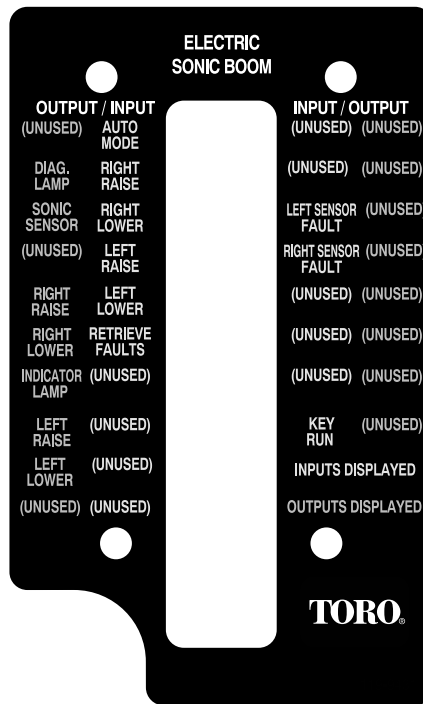 ELECTRIC
SONIC BOOM
OUTPUT / INPUT
(UNUSED) AUTO
MODE
DIAG.
LAMP RIGHT
RAISE
SONIC
SENSOR RIGHT
LOWER
(UNUSED) LEFT
RAISE
RIGHT
RAISE LEFT
LOWER
RIGHT
LOWER RETRIEVE
FAULTS
INDICATOR
LAMP (UNUSED)
LEFT
RAISE (UNUSED)
LEFT
LOWER (UNUSED)
(UNUSED) (UNUSED)
INPUT / OUTPUT
(UNUSED) (UNUSED)
(UNUSED) (UNUSED)
LEFT SENSOR
FAULT (UNUSED
RIGHT SENSOR
FAULT (UNUSED
(UNUSED) (UNUSED)
(UNUSED) (UNUSED)
(UNUSED) (UNUSED)
KEY
RUN (UNUSED)
INPUTS DISPLAYED
OUTPUTS DISPLAYED
TORO®